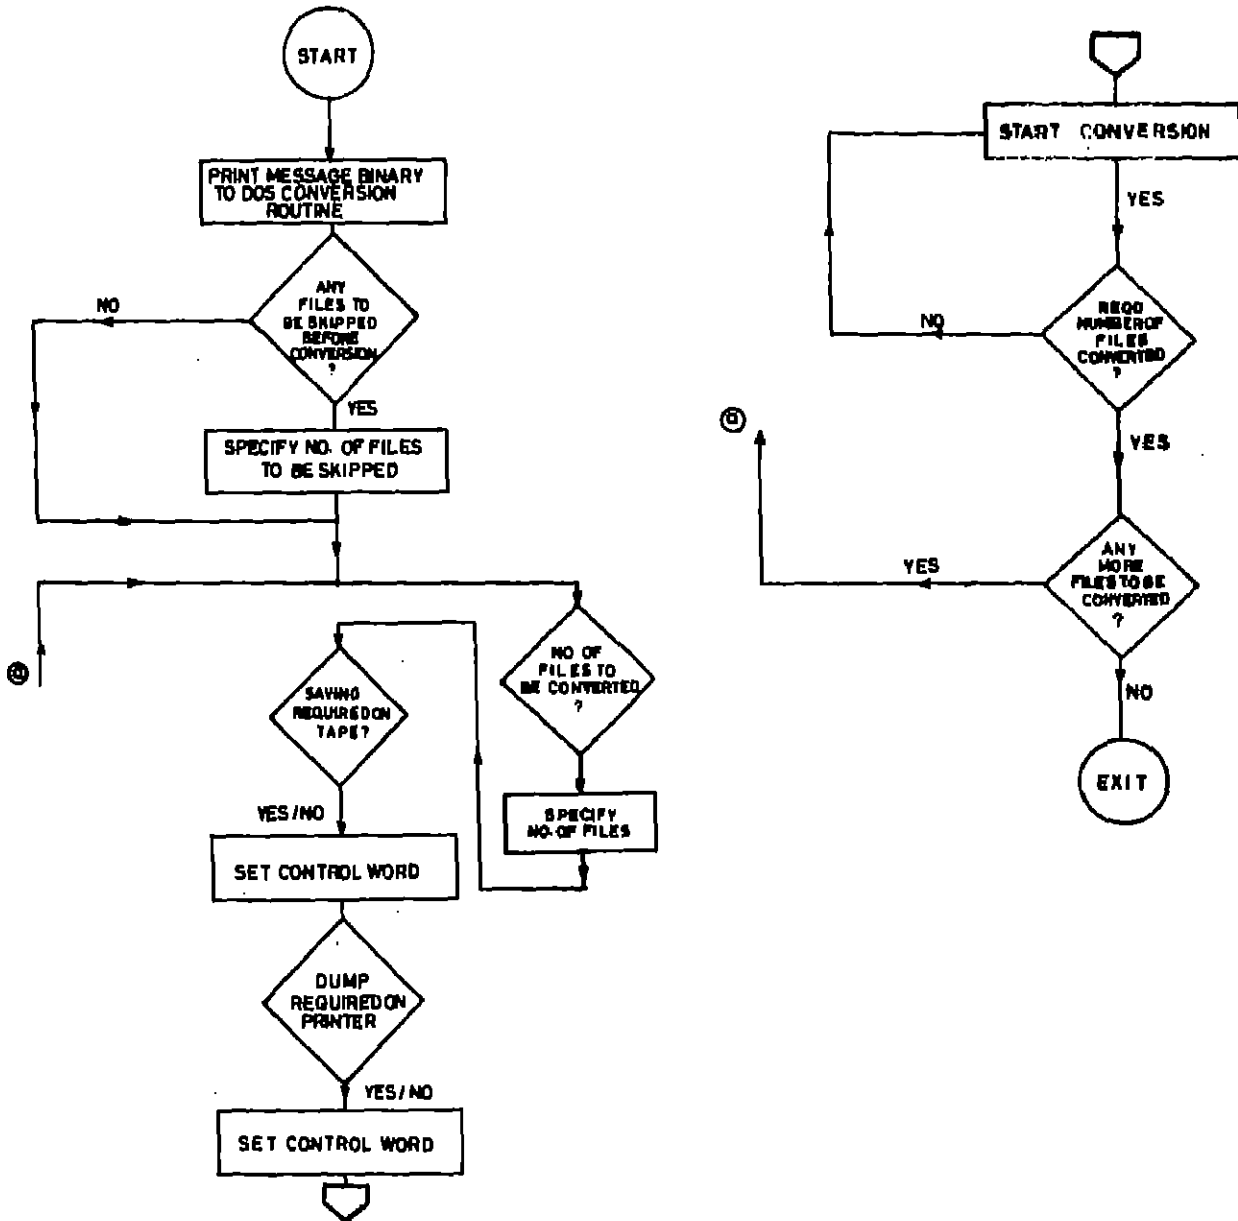 START
PRINT MESSAGE BINARY
TO DOS CONVERSION
ROUTINE
ANY
FILES TO
BE SKIPPED
BEFORE
CONVERSION
?
NO
YES
SPECIFY NO. OF FILES
TO BE SKIPPED
@
NO OF
FILES TO
BE CONVERTED
?
SPECIFY
NO. OF FILES
SAVING
REQUIRED ON
TAPE?
YES/NO
SET CONTROL WORD
DUMP
REQUIRED ON
PRINTER
YES/NO
SET CONTROL WORD
START CONVERSION
YES
REQD
NUMBER OF
FILES
CONVERTED
?
NO
YES
@
ANY
MORE
FILES TO BE
CONVERTED
?
YES
NO
EXIT